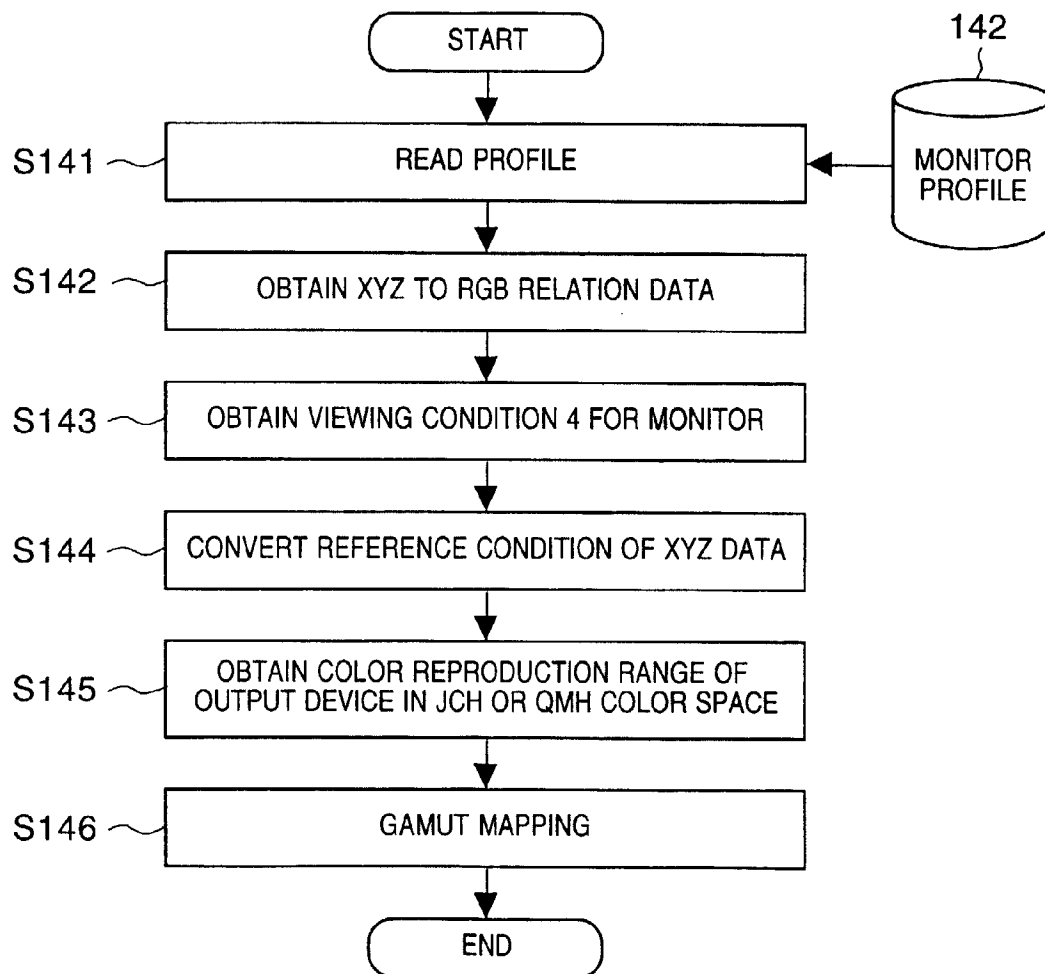 START
142
S141
READ PROFILE
MONITOR
PROFILE
S142
OBTAIN XYZ TO RGB RELATION DATA
S143
OBTAIN VIEWING CONDITION 4 FOR MONITOR
S144
CONVERT REFERENCE CONDITION OF XYZ DATA
S145
OBTAIN COLOR REPRODUCTION RANGE OF
OUTPUT DEVICE IN JCH OR QMH COLOR SPACE
S146
GAMUT MAPPING
END